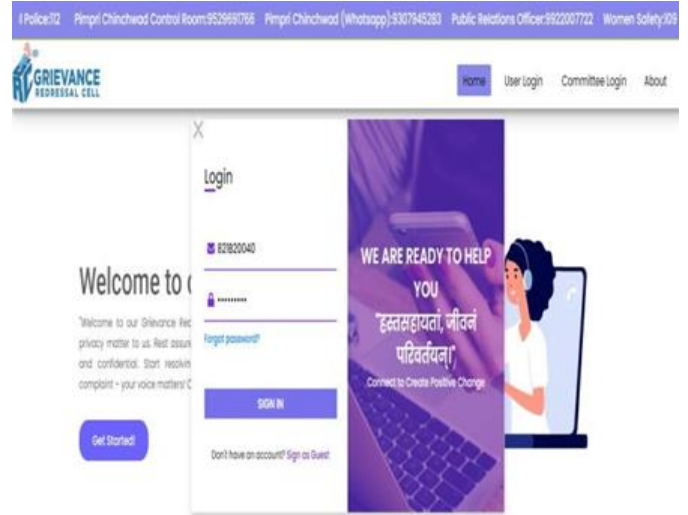 Police:112 Pimpri Chinchwad Control Room:9529691766 Pimpri Chinchwad (Whatsapp):9307945283 Public Relations Officer:9922007722 Women Safety:109
GRIEVANCE
REDRESSAL CELL
Home User Login Committee Login About
X
Login
821820040
Forgot password?
SIGN IN
Don't have an account? Sign as Guest
WE ARE READY TO HELP
YOU
"हस्तसहायतां, जीवनं
परिवर्तयन्।"
Connect to Create Positive Change
Welcome to
"Welcome to our Grievance
privacy matter to us. Rest
and confidential. Start
complaint - your voice matters!
Get Started!